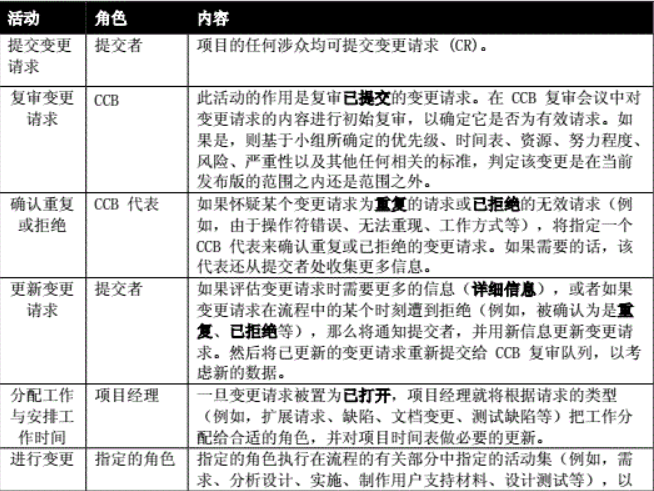 活动 角色 内容
提交变更 提交者 项目的任何涉众均可提交变更请求 (CR)。
请求
复审变更 CCB 此活动的作用是复审已提交的变更请求。在 CCB 复审会议中对
请求 变更请求的内容进行初始复审，以确定它是否为有效请求。如
果是，则基于小组所确定的优先级、时间表、资源、努力程度、
风险、严重性以及其他任何相关的标准，判定该变更是在当前
发布版的范围之内还是范围之外。
确认重复 CCB 代表 如果怀疑某个变更请求为重复的请求或已拒绝的无效请求（例
或拒绝 如，由于操作符错误、无法重现、工作方式等），将指定一个
CCB 代表来确认重复或已拒绝的变更请求。如果需要的话，该
代表还从提交者处收集更多信息。
更新变更 提交者 如果评估变更请求时需要更多的信息（详细信息），或者如果
请求 变更请求在流程中的某个时刻遭到拒绝（例如，被确认为是重
复、已拒绝等），那么将通知提交者，并用新信息更新变更请
求。然后将已更新的变更请求重新提交给 CCB 复审队列，以考
虑新的数据。
分配工作 项目经理 一旦变更请求被置为已打开，项目经理就将根据请求的类型
与安排工 （例如，扩展请求、缺陷、文档变更、测试缺陷等）把工作分
作时间 配给合适的角色，并对项目时间表做必要的更新。
进行变更 指定的角色 指定的角色执行在流程的有关部分中指定的活动集（例如，需
求、分析设计、实施、制作用户支持材料、设计测试等），以